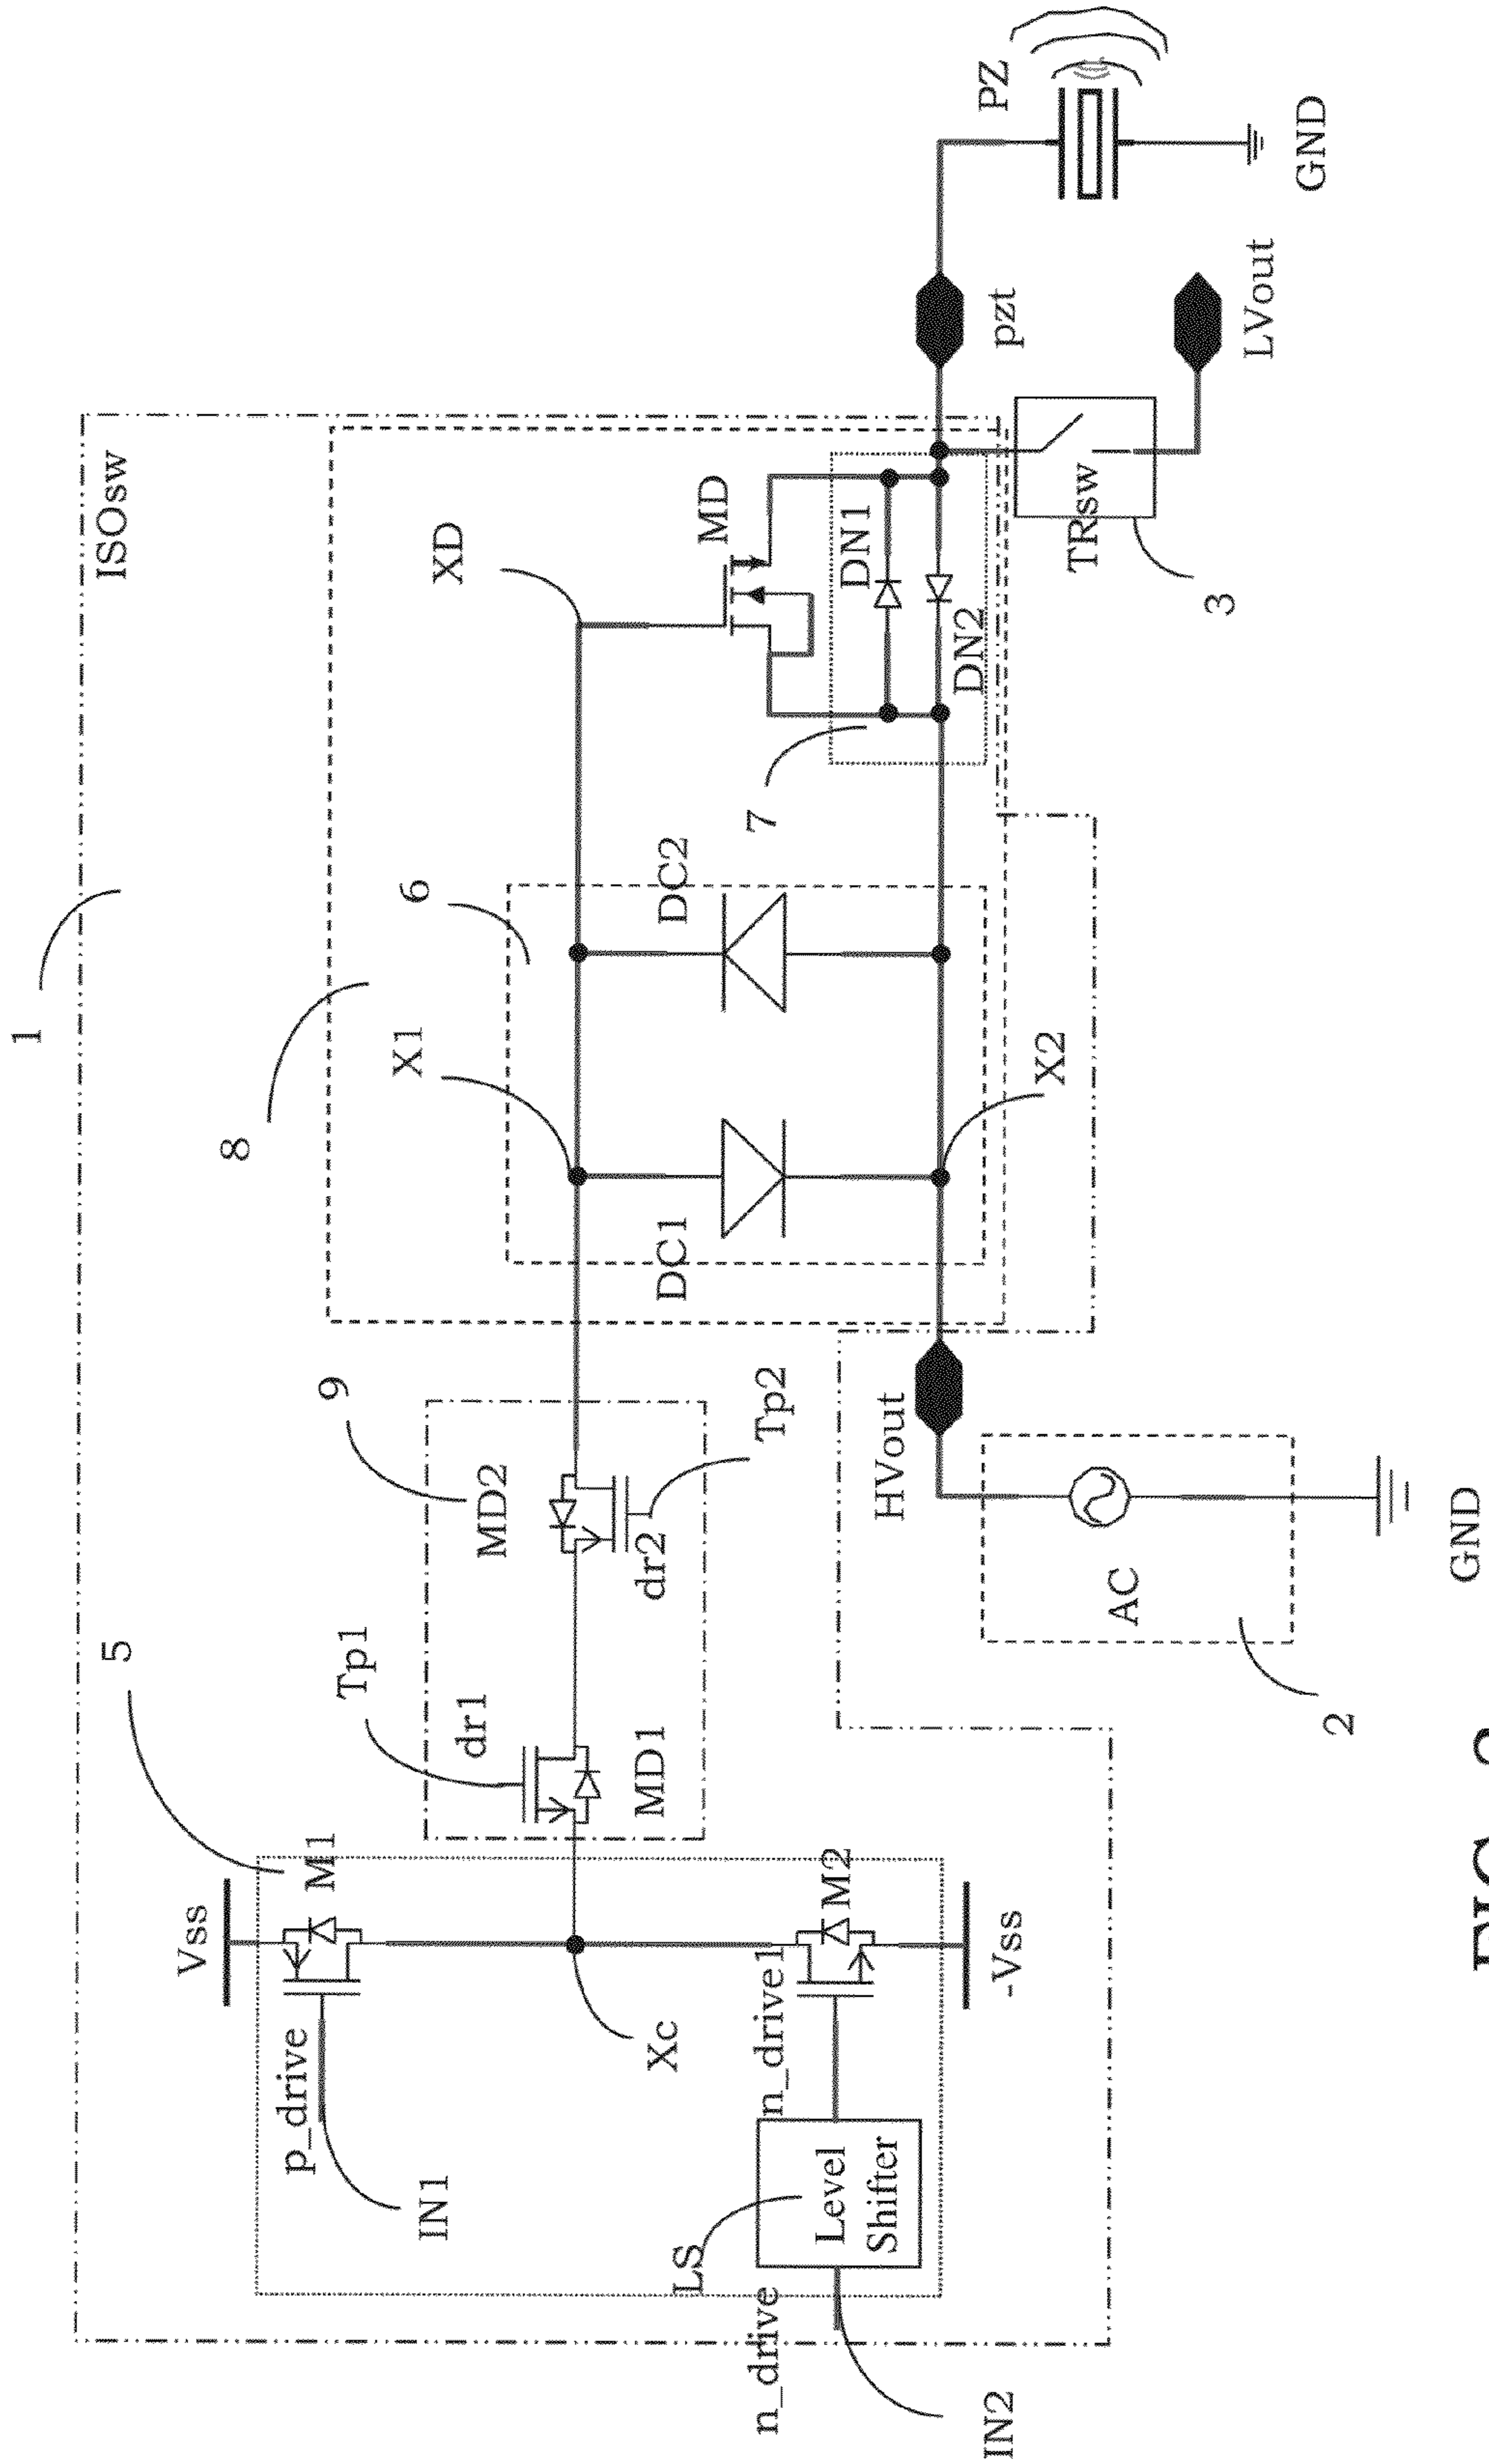 1
ISOsw
8
6
X1
XD
MD
DC1
DC2
7
DN1
DN2
X2
PZ
pzt
GND
LVout
TRsw
3
5
Vss
M1
p_drive
IN1
Xc
n_drive1
M2
-Vss
LS
Level
Shifter
n_drive
IN2
Tp1
dr1
MD1
9
MD2
dr2
Tp2
HVout
AC
2
GND